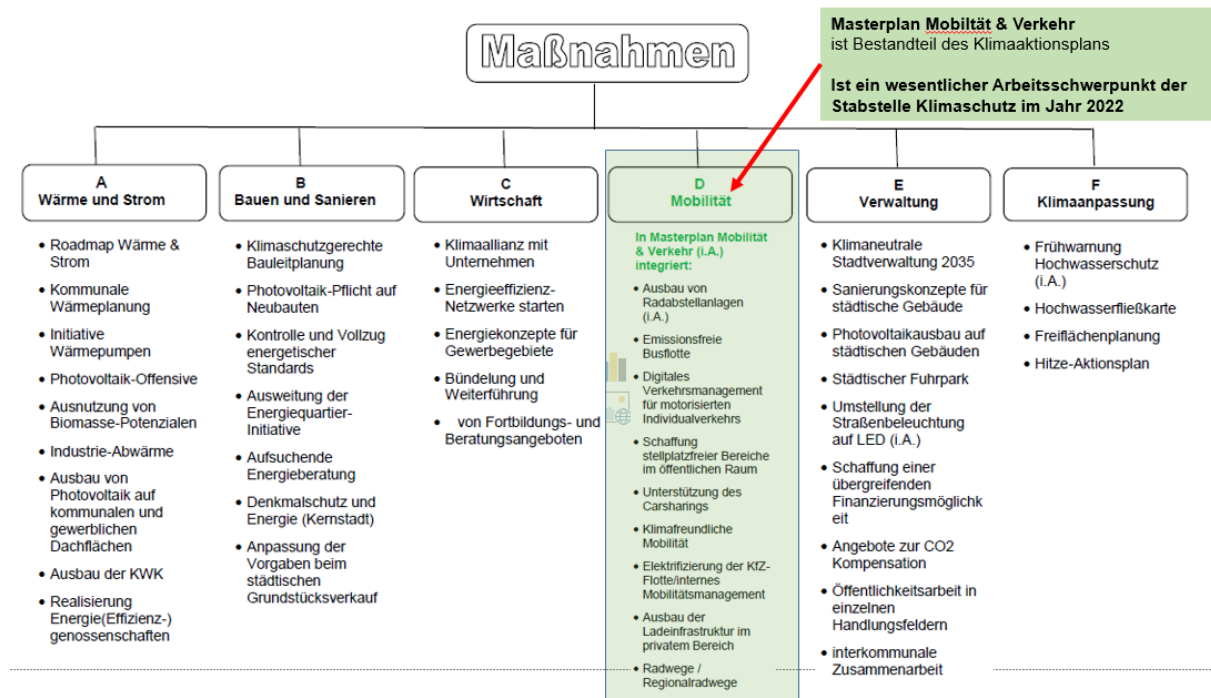 Maßnahmen
Masterplan Mobiltät & Verkehr
ist Bestandteil des Klimaaktionsplans
Ist ein wesentlicher Arbeitsschwerpunkt der
Stabstelle Klimaschutz im Jahr 2022
A
Wärme und Strom
• Roadmap Wärme &
Strom
• Kommunale
Wärmeplanung
• Initiative
Wärmepumpen
• Photovoltaik-Offensive
• Ausnutzung von
Biomasse-Potenzialen
• Industrie-Abwärme
• Ausbau von
Photovoltaik auf
kommunalen und
gewerblichen
Dachflächen
• Ausbau der KWK
• Realisierung
Energie(Effizienz-)
genossenschaften
B
Bauen und Sanieren
• Klimaschutzgerechte
Bauleitplanung
• Photovoltaik-Pflicht auf
Neubauten
• Kontrolle und Vollzug
energetischer
Standards
• Ausweitung der
Energiequartier-
Initiative
• Aufsuchende
Energieberatung
• Denkmalschutz und
Energie (Kernstadt)
• Anpassung der
Vorgaben beim
städtischen
Grundstücksverkauf
C
Wirtschaft
• Klimaallianz mit
Unternehmen
• Energieeffizienz-
Netzwerke starten
• Energiekonzepte für
Gewerbegebiete
• Bündelung und
Weiterführung
• von Fortbildungs- und
Beratungsangeboten
D
Mobilität
In Masterplan Mobilität
& Verkehr (i.A.)
integriert:
• Ausbau von
Radabstellanlagen
(i.A.)
• Emissionsfreie
Busflotte
• Digitales
Verkehrsmanagement
für motorisierten
Individualverkehrs
• Schaffung
stellplatzfreier Bereiche
im öffentlichen Raum
• Unterstützung des
Carsharings
• Klimafreundliche
Mobilität
• Elektrifizierung der KfZ-
Flotte/internes
Mobilitätsmanagement
• Ausbau der
Ladeinfrastruktur im
privatem Bereich
• Radwege /
Regionalradwege
E
Verwaltung
• Klimaneutrale
Stadtverwaltung 2035
• Sanierungskonzepte für
städtische Gebäude
• Photovoltaikausbau auf
städtischen Gebäuden
• Städtischer Fuhrpark
• Umstellung der
Straßenbeleuchtung
auf LED (i.A.)
• Schaffung einer
übergreifenden
Finanzierungsmöglichk
eit
• Angebote zur CO2
Kompensation
• Öffentlichkeitsarbeit in
einzelnen
Handlungsfeldern
• interkommunale
Zusammenarbeit
F
Klimaanpassung
• Frühwarnung
Hochwasserschutz
(i.A.)
• Hochwasserfließkarte
• Freiflächenplanung
• Hitze-Aktionsplan